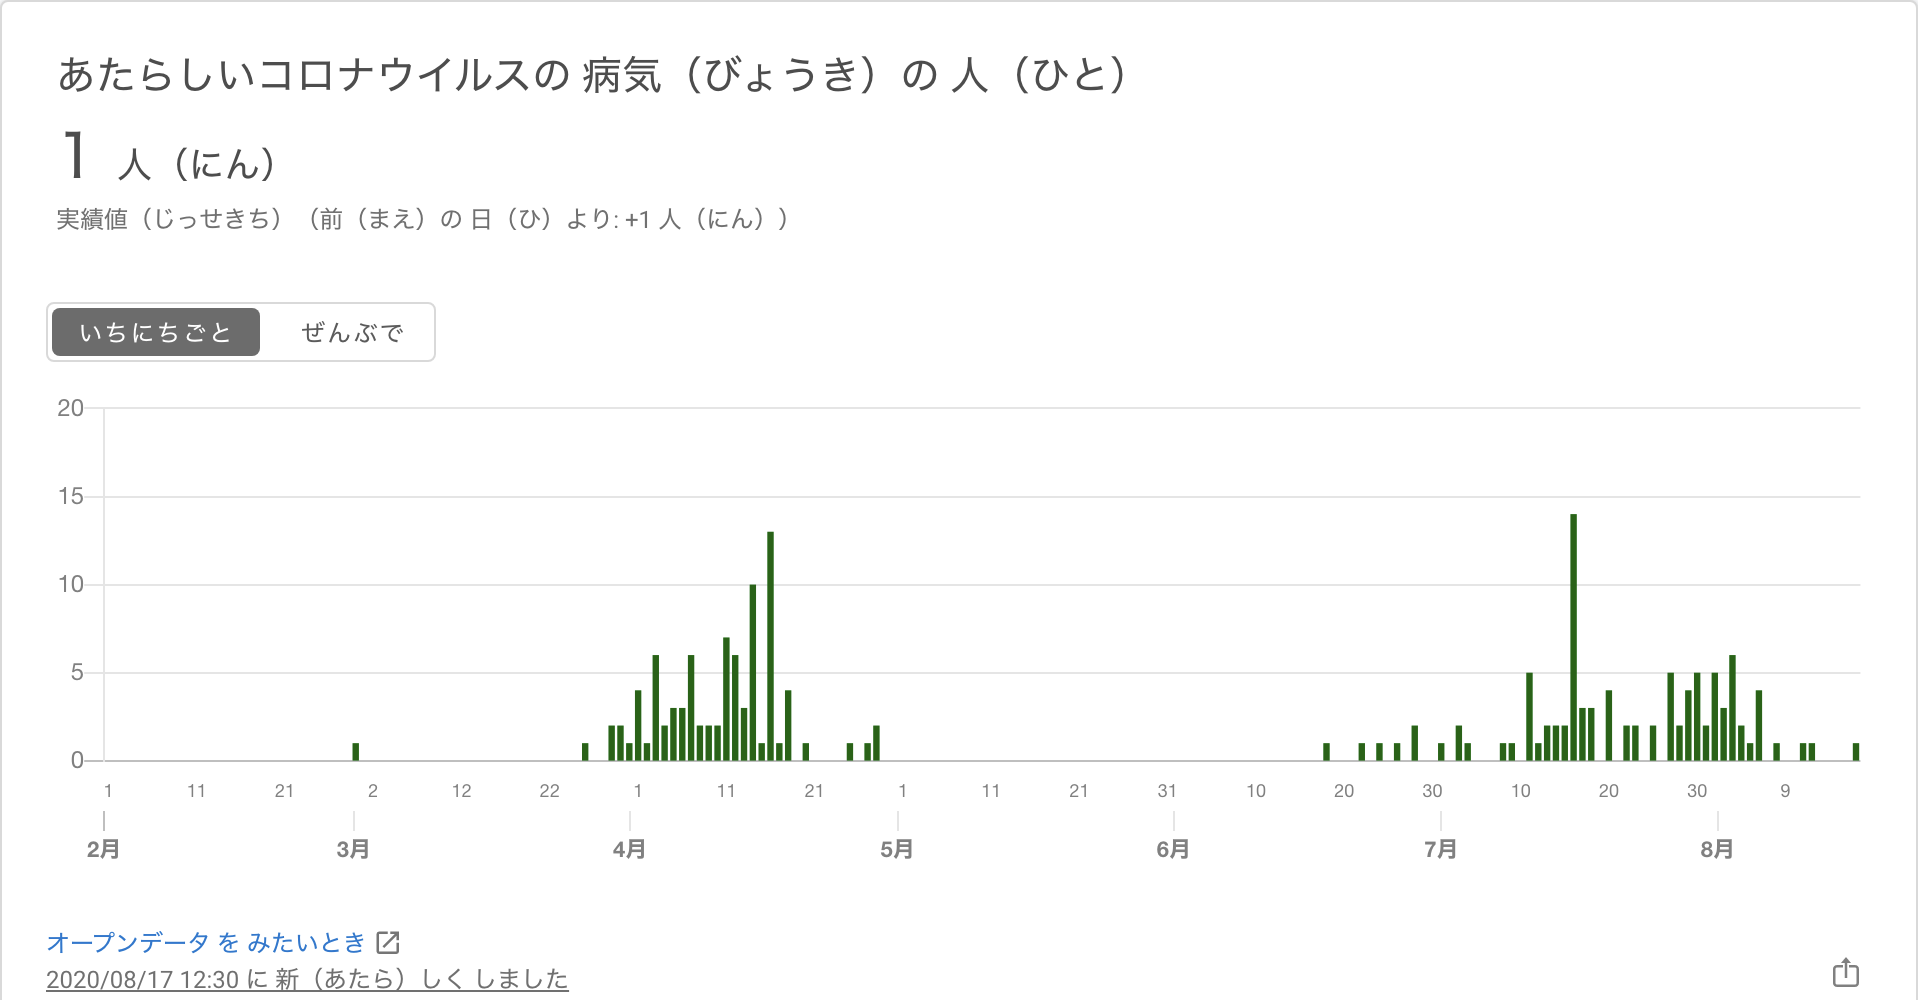 あたらしいコロナウイルスの 病気（びょうき）の 人（ひと）
1 人（にん）
実績値（じっせきち）（前（まえ）の 日（ひ）より: +1 人（にん））
いちにちごと ぜんぶで
20
15
10
5
0
1 11 21 2 12 22 1 11 21 1 11 21 31 10 20 30 10 20 30 9
2月 3月 4月 5月 6月 7月 8月
オープンデータ を みたいとき
2020/08/17 12:30 に 新（あたら）しく しました